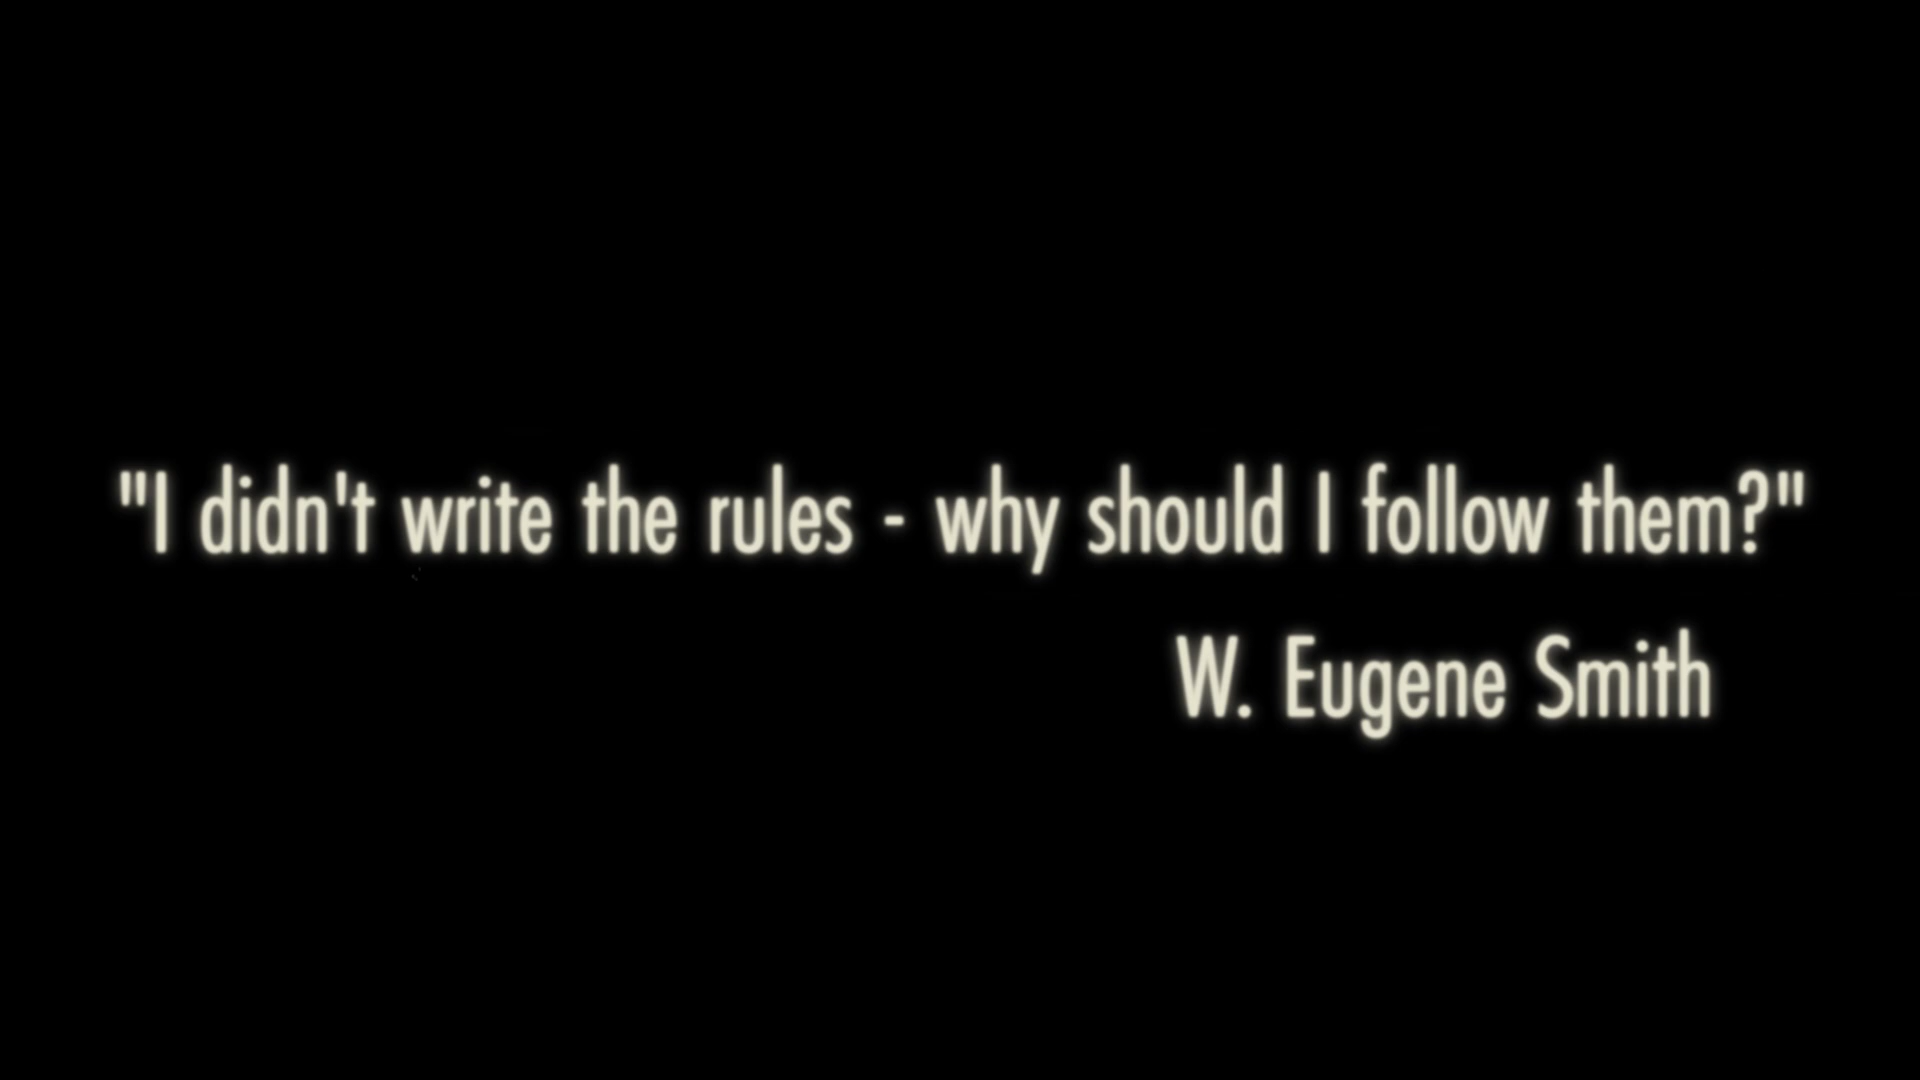 "I didn't write the rules - why should I follow them?"
W. Eugene Smith